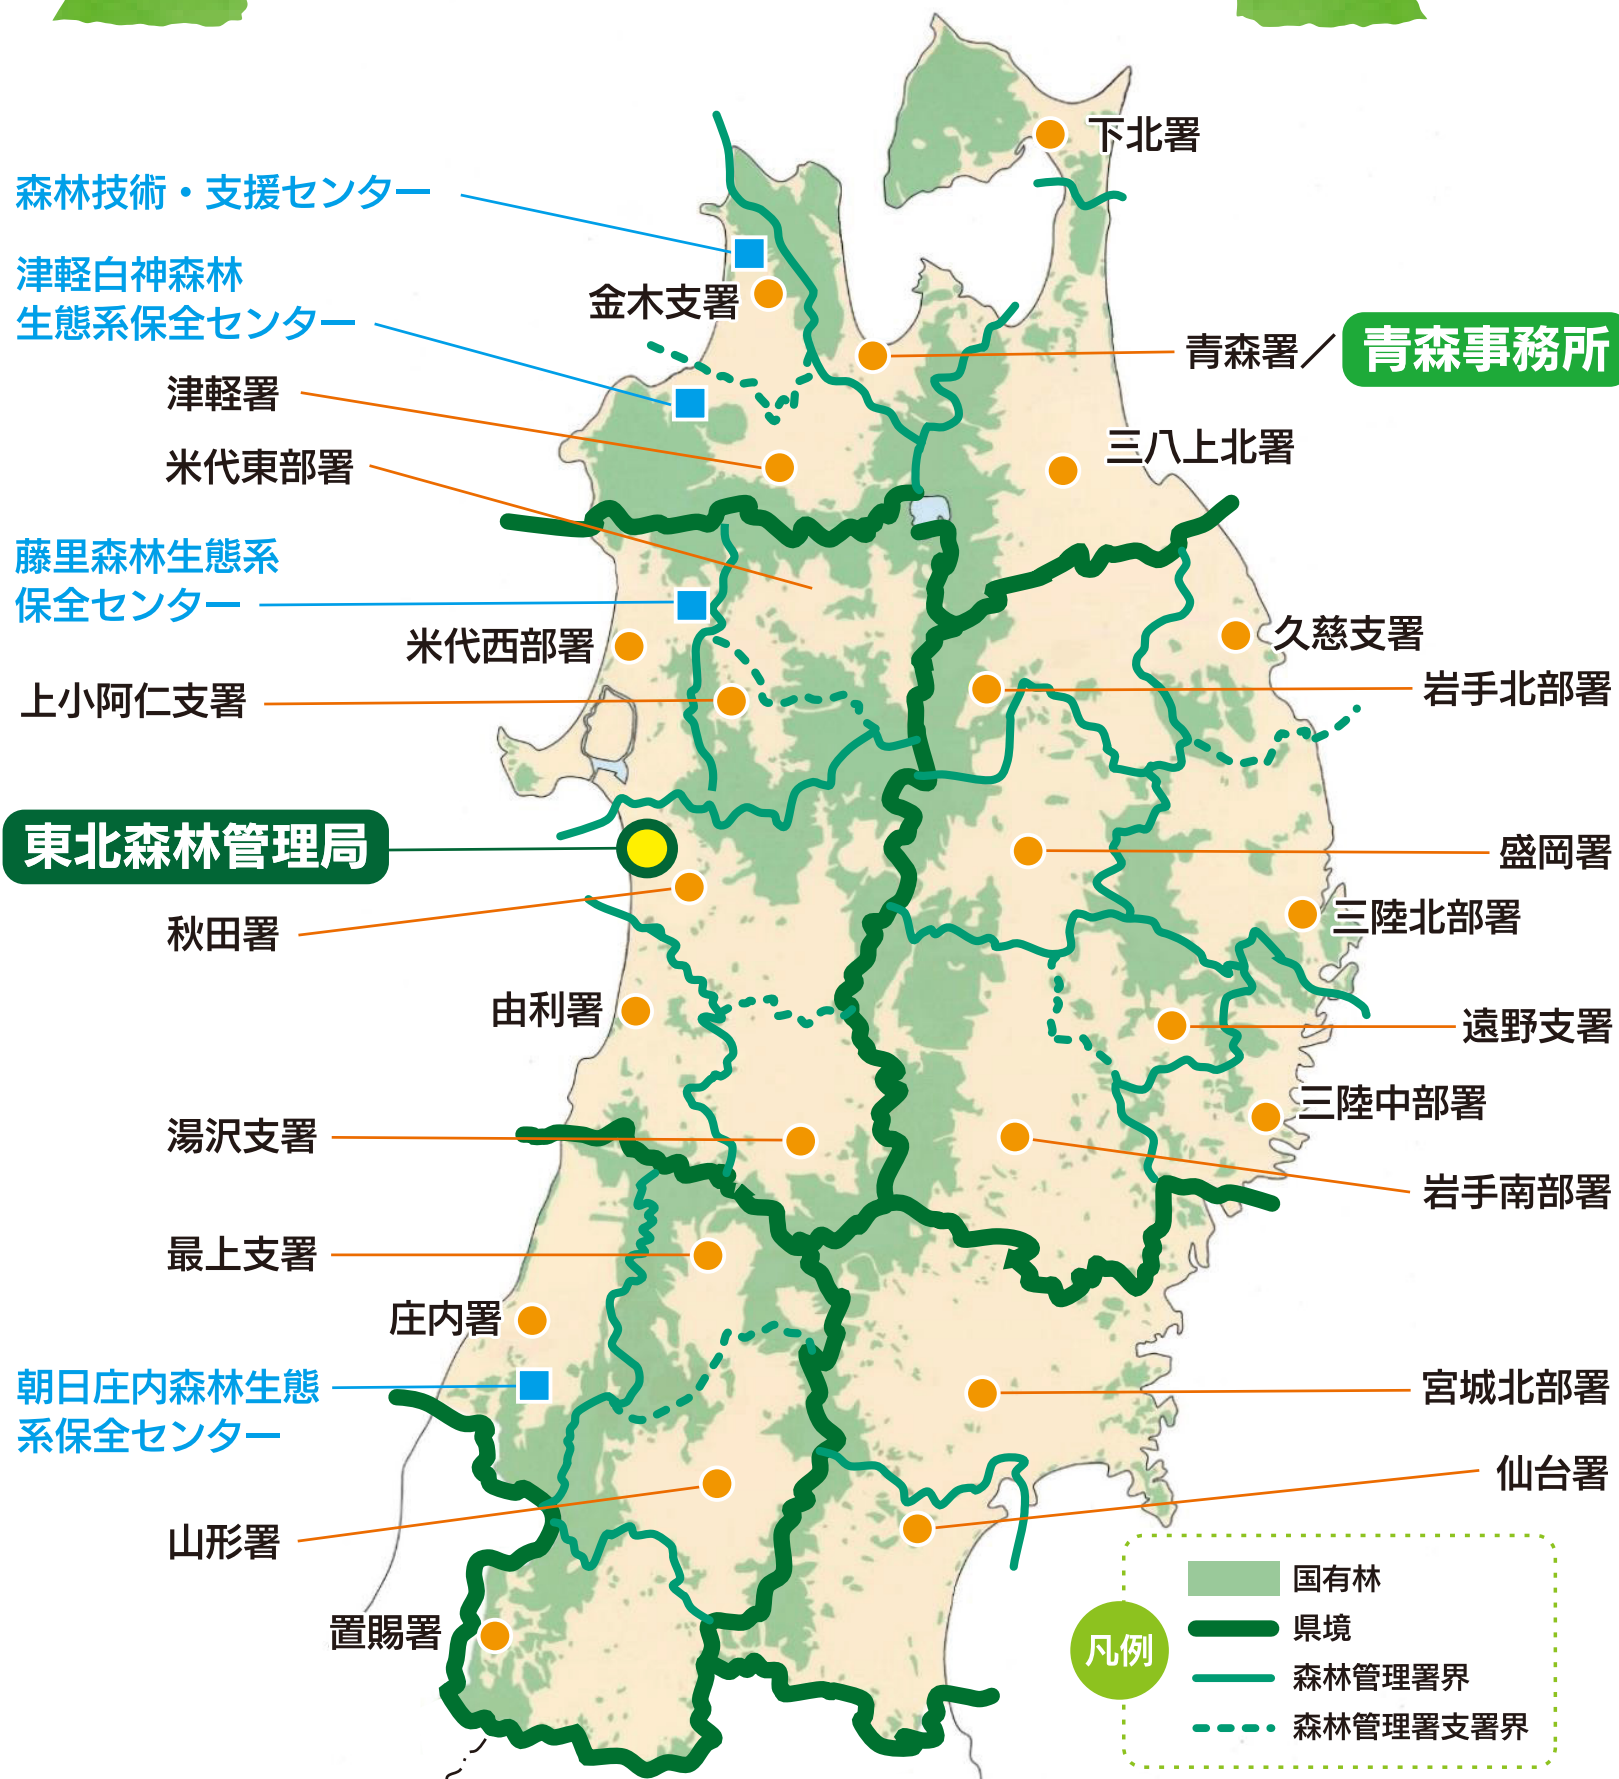 下北署
森林技術・支援センター
津軽白神森林
生態系保全センター
金木支署
青森署／青森事務所
津軽署
三八上北署
米代東部署
藤里森林生態系
保全センター
米代西部署
久慈支署
上小阿仁支署
岩手北部署
東北森林管理局
盛岡署
秋田署
三陸北部署
由利署
遠野支署
三陸中部署
湯沢支署
岩手南部署
最上支署
庄内署
朝日庄内森林生態
系保全センター
宮城北部署
仙台署
山形署
置賜署
凡例
国有林
県境
森林管理署界
森林管理署支署界